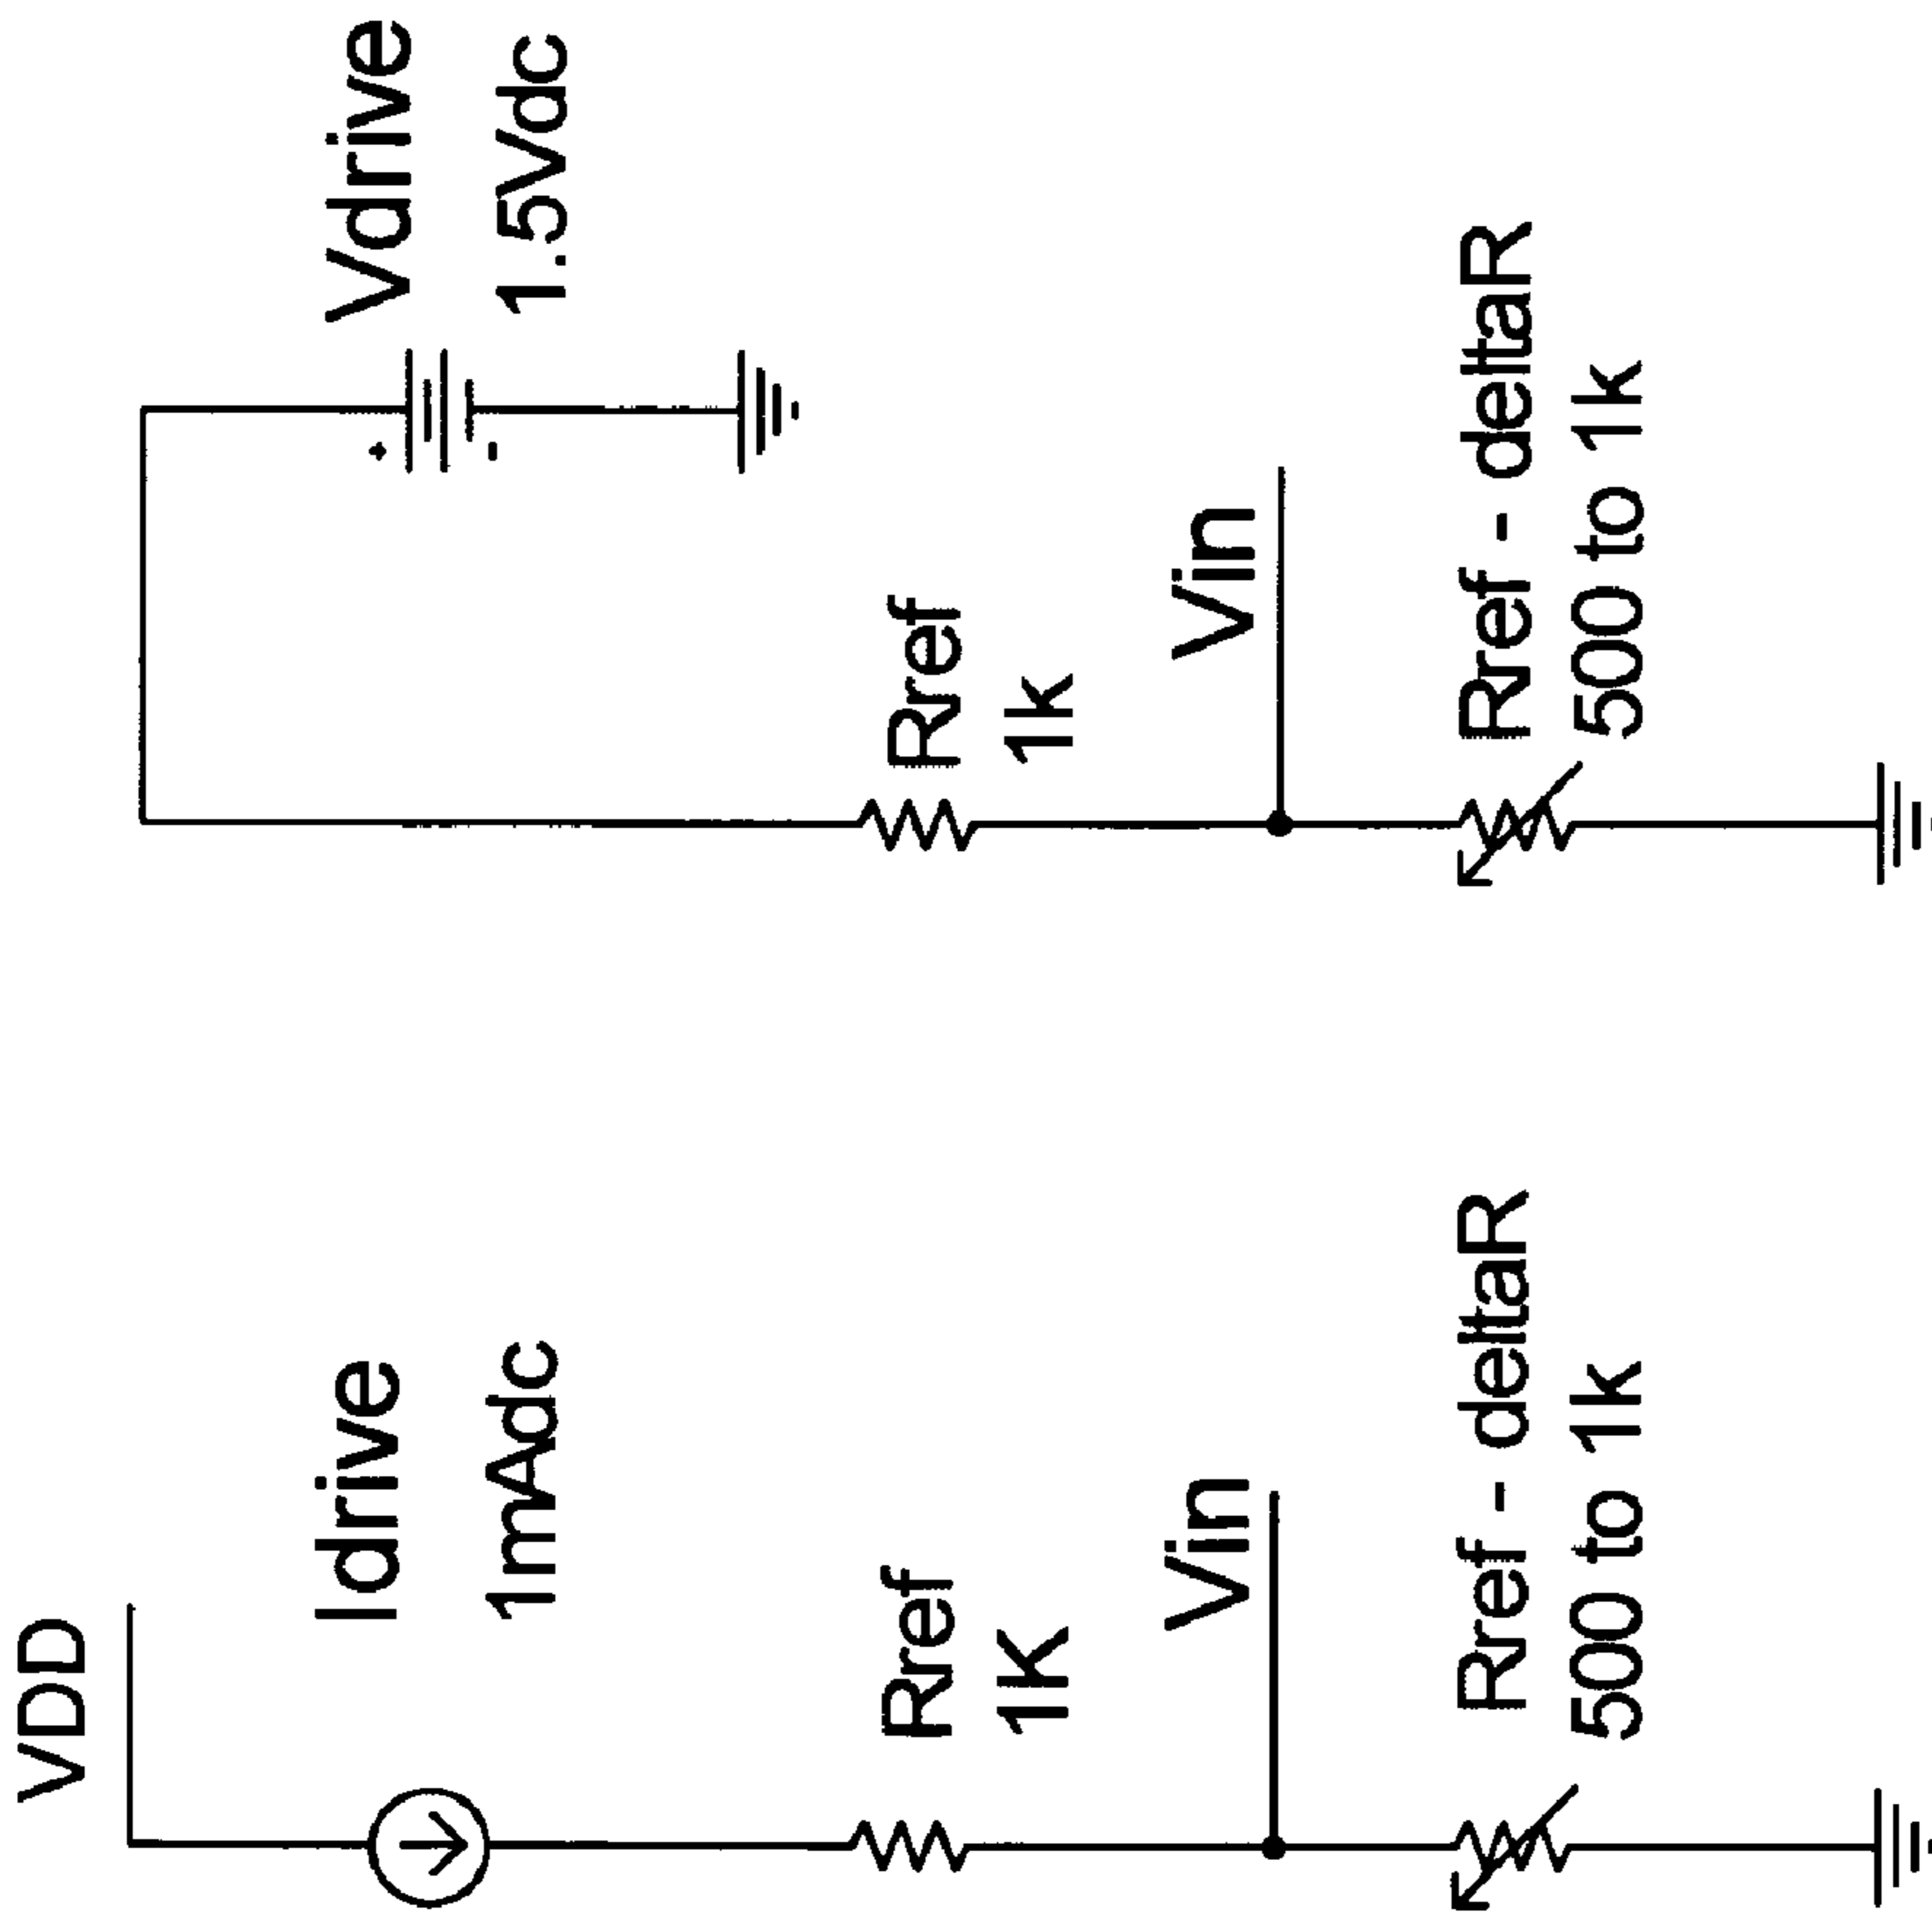 VDD
Idrive
1mAdc
Rref
1K
Vin
Rref - deltaR
500 to 1k
Vdrive
1.5Vdc
+
-
Rref
1k
Vin
Rref - deltaR
500 to 1k